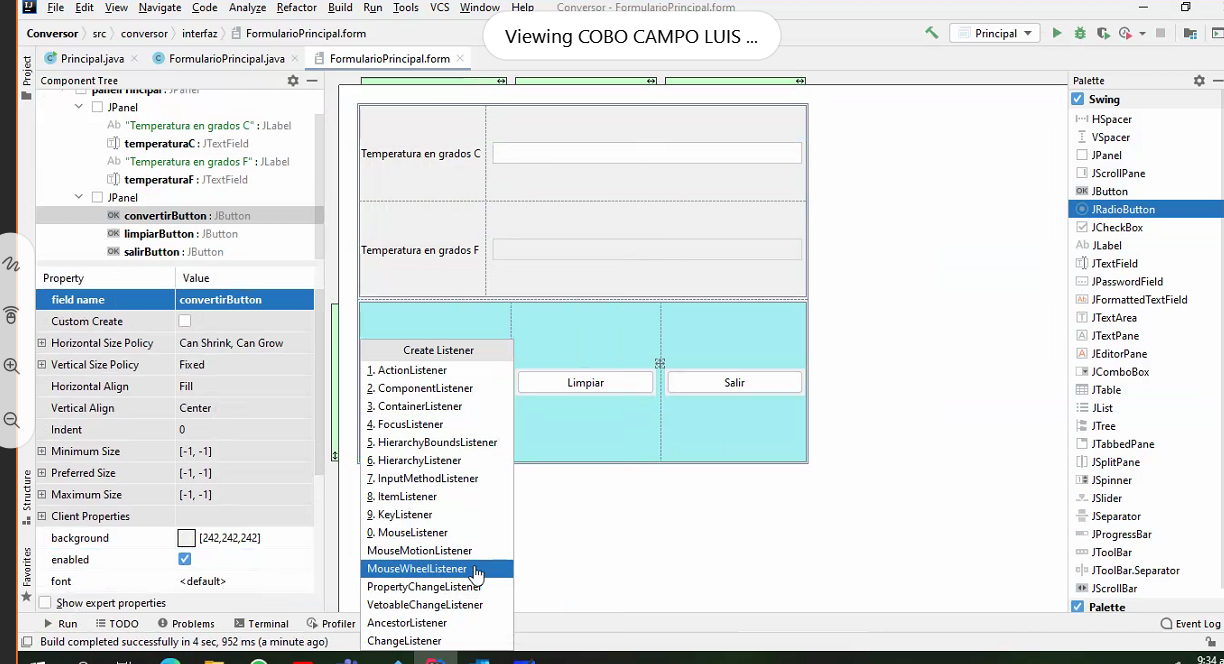 File Edit View Navigate Code Analyze Refactor Build Run Tools VCS Window Help Conversor - FormularioPrincipal.form
Viewing COBO CAMPO LUIS ...
Conversor src conversor interfaz FormularioPrincipal.form
Principal
Principal.java FormularioPrincipal.java FormularioPrincipal.form
Project
Component Tree
panelPrincipal : JPanel
JPanel
Ab "Temperatura en grados C" : JLabel
temperaturaC : JTextField
Ab "Temperatura en grados F" : JLabel
temperaturaF : JTextField
JPanel
OK convertirButton : JButton
OK limpiarButton : JButton
OK salirButton : JButton
Property Value
field name convertirButton
Custom Create
Horizontal Size Policy Can Shrink, Can Grow
Vertical Size Policy Fixed
Horizontal Align Fill
Vertical Align Center
Indent 0
Minimum Size [-1, -1]
Preferred Size [-1, -1]
Maximum Size [-1, -1]
Client Properties
background [242,242,242]
enabled
font <default>
Show expert properties
Structure
Favorites
Temperatura en grados C
Temperatura en grados F
Limpiar Salir
Create Listener
1. ActionListener
2. ComponentListener
3. ContainerListener
4. FocusListener
5. HierarchyBoundsListener
6. HierarchyListener
7. InputMethodListener
8. ItemListener
9. KeyListener
0. MouseListener
MouseMotionListener
MouseWheelListener
PropertyChangeListener
VetoableChangeListener
AncestorListener
ChangeListener
Palette
Swing
HSpacer
VSpacer
JPanel
JScrollPane
OK JButton
JRadioButton
JCheckBox
Ab JLabel
JTextField
JPasswordField
JFormattedTextField
JTextArea
JTextPane
JEditorPane
JComboBox
JTable
JList
JTree
JTabbedPane
JSplitPane
JSpinner
JSlider
JSeparator
JProgressBar
JToolBar
JToolBar.Separator
JScrollBar
Palette
Run TODO Problems Terminal Profiler
Event Log
Build completed successfully in 4 sec, 952 ms (a minute ago)